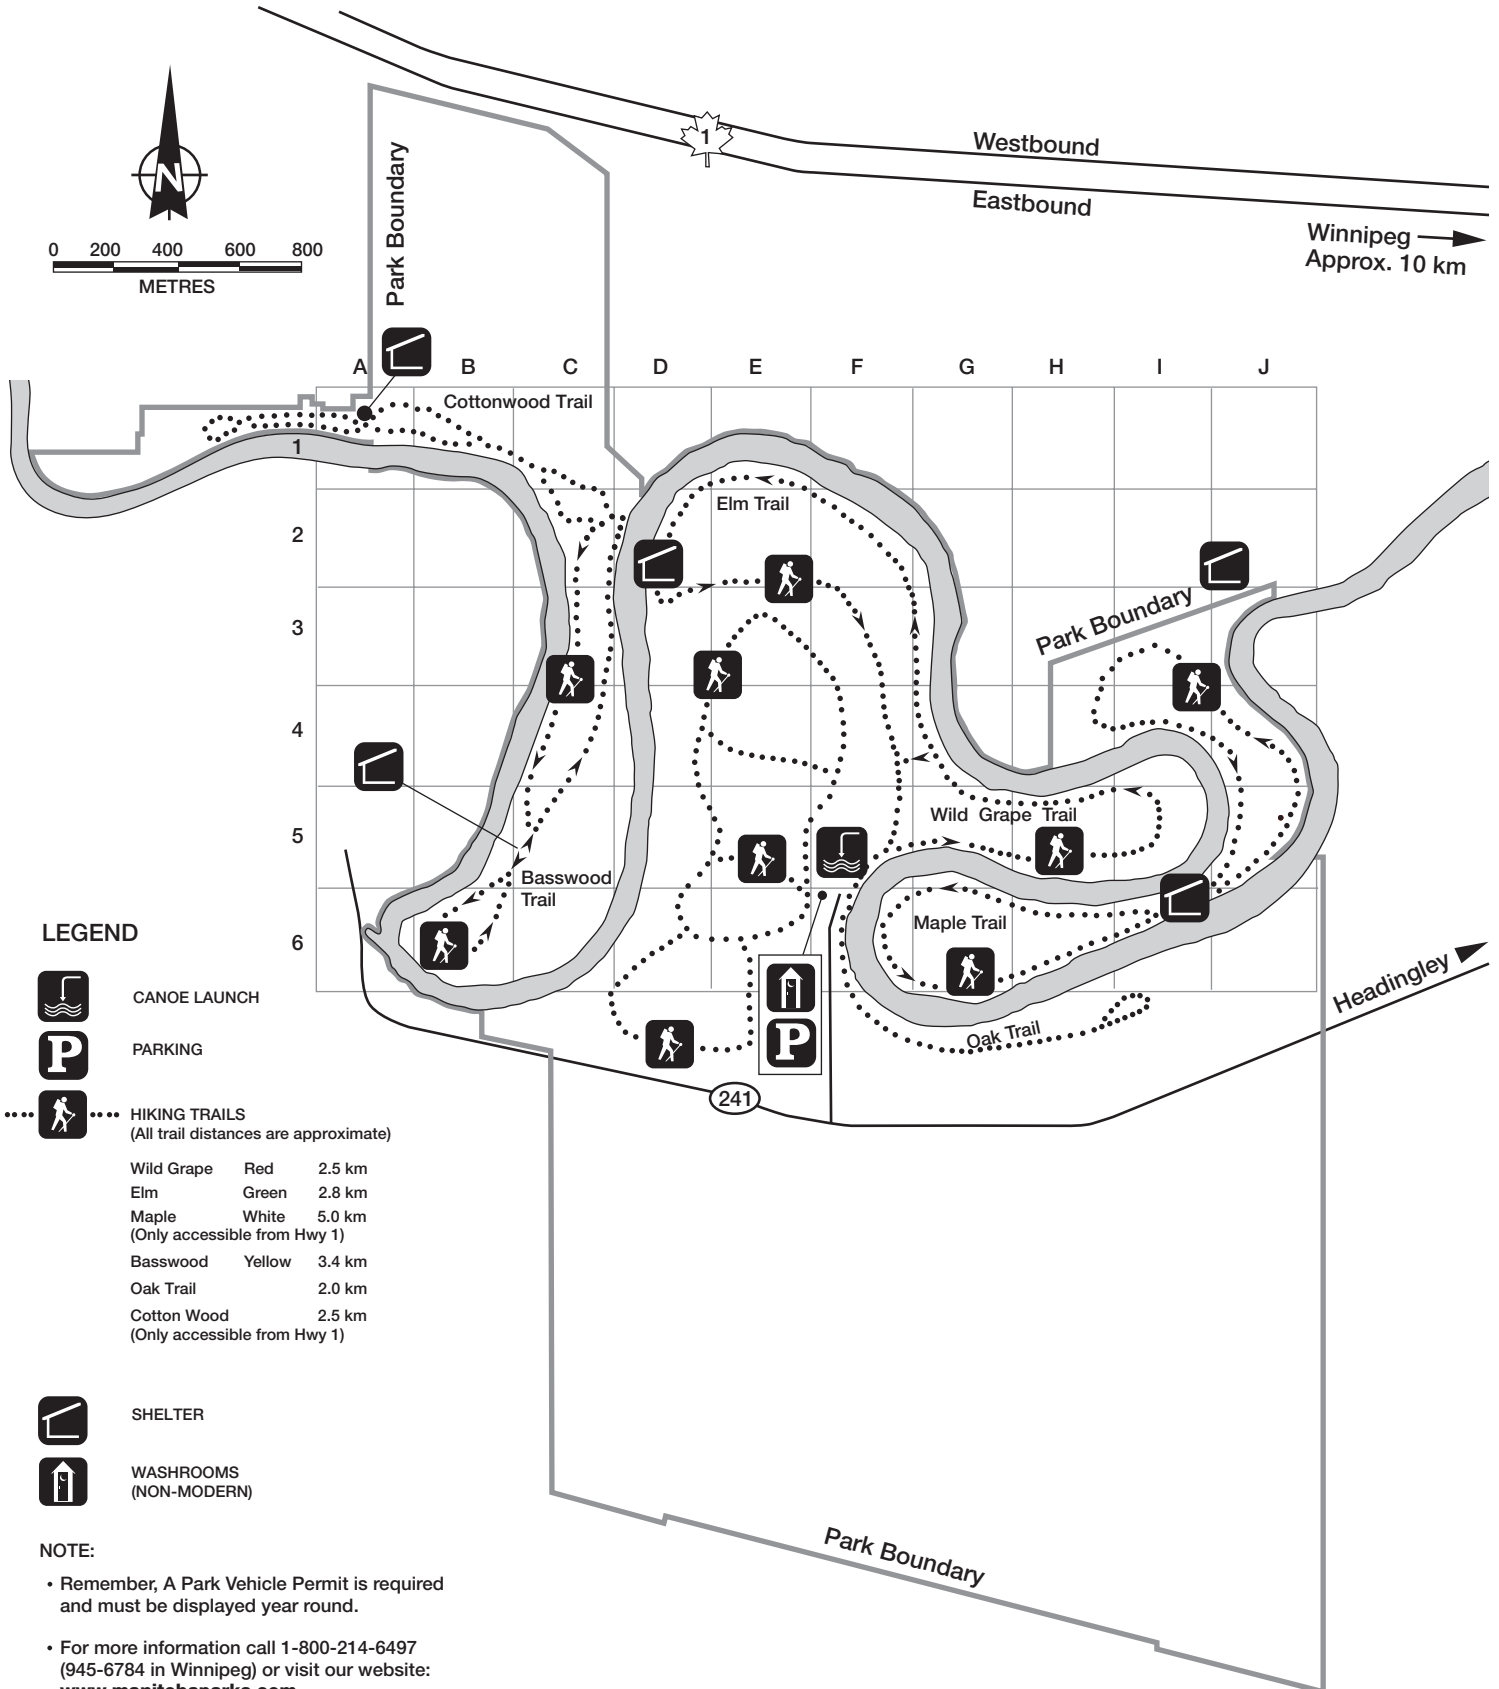 1
Westbound
Eastbound
Winnipeg
Approx. 10 km
N
0 200 400 600 800
METRES
Park Boundary
A B C D E F G H I J
Cottonwood Trail
1
Elm Trail
2
3
Park Boundary
4
5
Wild Grape Trail
Basswood
Trail
Maple Trail
6
Oak Trail
Headingley
P
241
LEGEND
CANOE LAUNCH
P PARKING
HIKING TRAILS
(All trail distances are approximate)
Wild Grape Red 2.5 km
Elm Green 2.8 km
Maple White 5.0 km
(Only accessible from Hwy 1)
Basswood Yellow 3.4 km
Oak Trail 2.0 km
Cotton Wood 2.5 km
(Only accessible from Hwy 1)
SHELTER
WASHROOMS
(NON-MODERN)
Park Boundary
NOTE:
• Remember, A Park Vehicle Permit is required
and must be displayed year round.
• For more information call 1-800-214-6497
(945-6784 in Winnipeg) or visit our website: